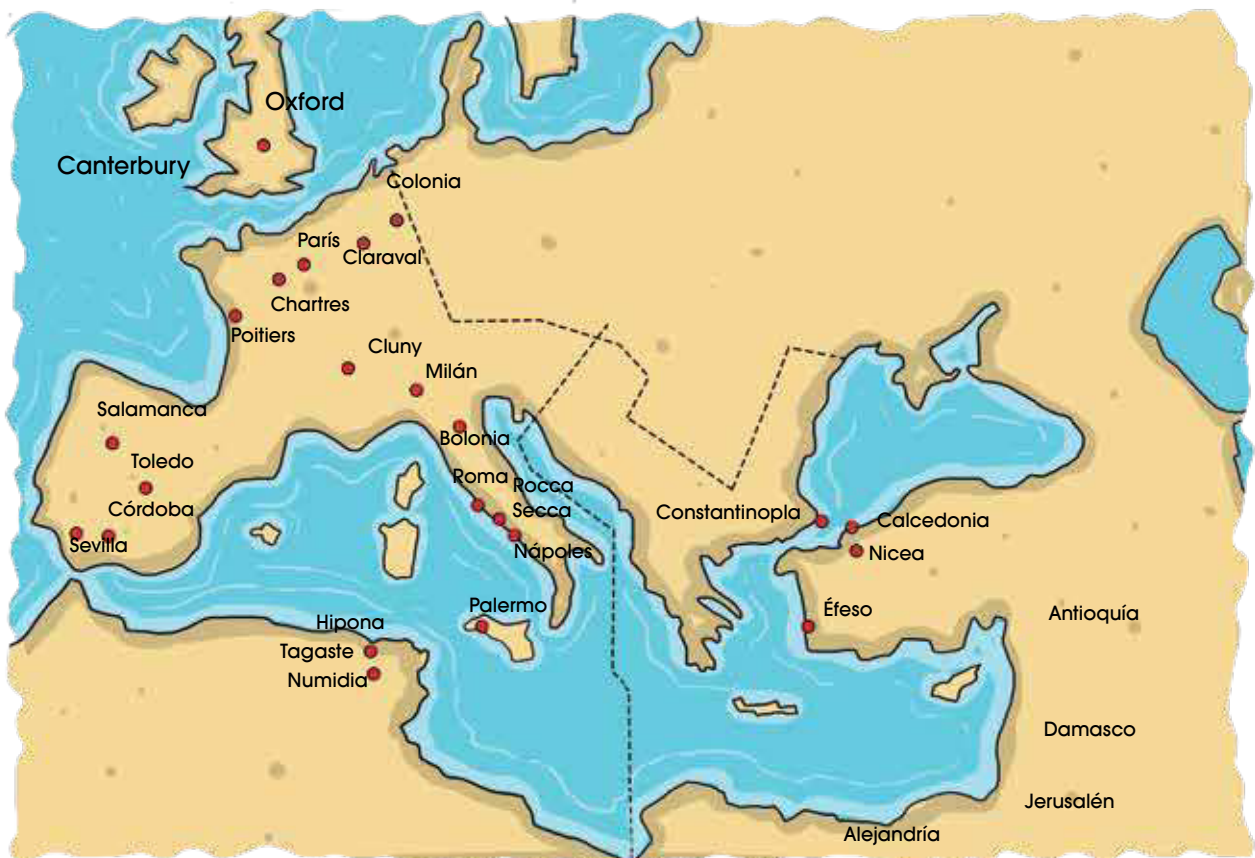 Oxford
Canterbury
Colonia
París
Claraval
Chartres
Poitiers
Cluny
Milán
Salamanca
Bolonia
Toledo
Roma
Rocca
Secca
Córdoba
Constantinopla
Calcedonia
Sevilla
Nápoles
Nicea
Palermo
Éfeso
Antioquía
Hipona
Tagaste
Numidia
Damasco
Jerusalén
Alejandría